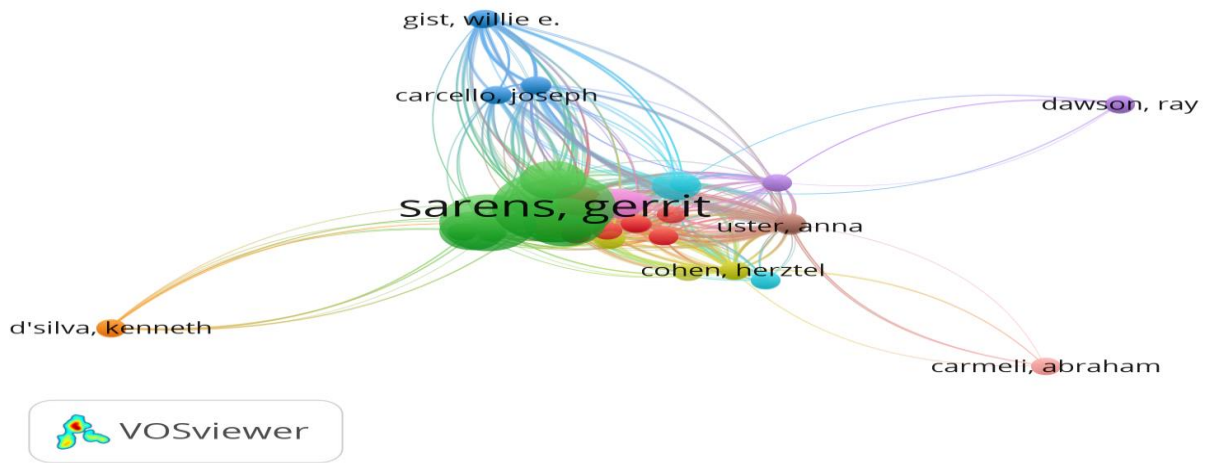 gist, willie e.
carcello, joseph
dawson, ray
sarens, gerrit
uster, anna
cohen, herztel
d'silva, kenneth
carmeli, abraham
VOSviewer